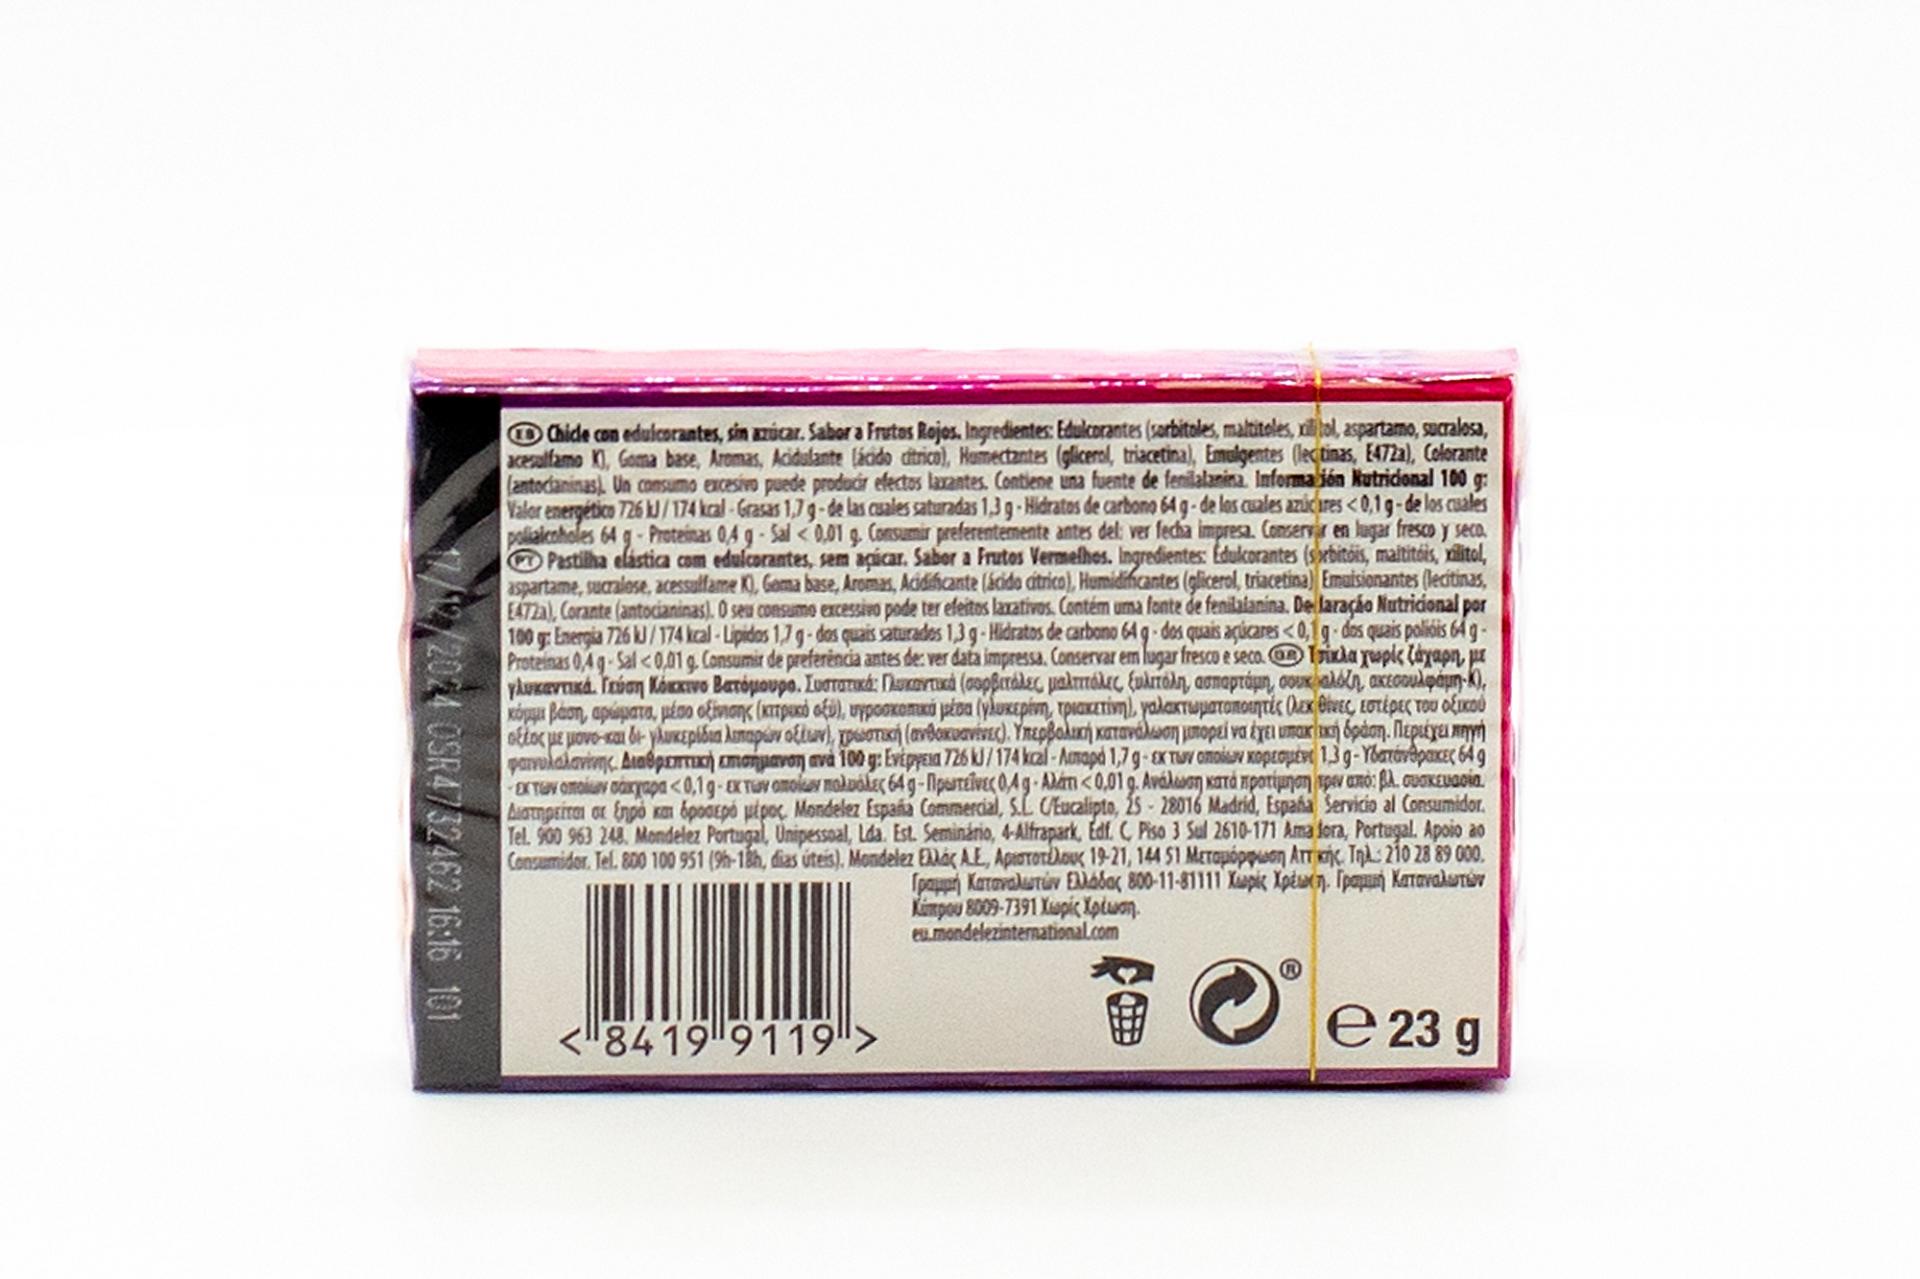 ES Chicle con edulcorantes, sin azúcar. Sabor a Frutos Rojos. Ingredientes: Edulcorantes (sorbitoles, maltitoles, xilitol, aspartamo, sucralosa,
acesulfamo K), Goma base, Aromas, Acidulante (ácido cítrico), Humectantes (glicerol, triacetina), Emulgentes (lecitinas, E472a), Colorante
(antocianinas). Un consumo excesivo puede producir efectos laxantes. Contiene una fuente de fenilalanina. Información Nutricional 100 g:
Valor energético 726 kJ / 174 kcal - Grasas 1,7 g - de las cuales saturadas 1,3 g - Hidratos de carbono 64 g - de los cuales azúcares < 0,1 g - de los cuales
polialcoholes 64 g - Proteínas 0,4 g - Sal < 0,01 g. Consumir preferentemente antes del: ver fecha impresa. Conservar en lugar fresco y seco.
PT Pastilha elástica com edulcorantes, sem açúcar. Sabor a Frutos Vermelhos. Ingredientes: Edulcorantes (sorbitóis, maltitóis, xilitol,
aspartame, sucralose, acessulfame K), Goma base, Aromas, Acidificante (ácido cítrico), Humidificantes (glicerol, triacetina), Emulsionantes (lecitinas,
E472a), Corante (antocianinas). O seu consumo excessivo pode ter efeitos laxativos. Contém uma fonte de fenilalanina. Declaração Nutricional por
100 g: Energia 726 kJ / 174 kcal - Lípidos 1,7 g - dos quais saturados 1,3 g - Hidratos de carbono 64 g - dos quais açúcares < 0,1 g - dos quais polióis 64 g -
Proteínas 0,4 g - Sal < 0,01 g. Consumir de preferência antes de: ver data impressa. Conservar em lugar fresco e seco. GR Τσίκλα χωρίς ζάχαρη, με
γλυκαντικά. Γεύση Κόκκινο Βατόμουρο. Συστατικά: Γλυκαντικά (σορβιτόλες, μαλτιτόλες, ξυλιτόλη, ασπαρτάμη, σουκραλόζη, ακεσουλφάμη-Κ),
κόμμι βάση, αρώματα, μέσο οξίνισης (κιτρικό οξύ), υγροσκοπικά μέσα (γλυκερίνη, τριακετίνη), γαλακτωματοποιητές (λεκιθίνες, εστέρες του οξικού
οξέος με μονο-και δι- γλυκερίδια λιπαρών οξέων), χρωστική (ανθοκυανίνες). Υπερβολική κατανάλωση μπορεί να έχει υπακτική δράση. Περιέχει πηγή
φαινυλαλανίνης. Διαθρεπτική επισήμανση ανά 100 g: Ενέργεια 726 kJ / 174 kcal - Λιπαρά 1,7 g - εκ των οποίων κορεσμένα 1,3 g - Υδατάνθρακες 64 g
- εκ των οποίων σάκχαρα < 0,1 g - εκ των οποίων πολυόλες 64 g - Πρωτεΐνες 0,4 g - Αλάτι < 0,01 g. Ανάλωση κατά προτίμηση πριν από: βλ. συσκευασία.
Διατηρείται σε ξηρό και δροσερό μέρος. Mondelez España Commercial, S.L. C/Eucalipto, 25 - 28016 Madrid, España. Servicio al Consumidor.
Tel. 900 963 248. Mondelez Portugal, Unipessoal, Lda. Est. Seminário, 4-Alfrapark, Edf. C, Piso 3 Sul 2610-171 Amadora, Portugal. Apoio ao
Consumidor. Tel. 800 100 951 (9h-18h, dias úteis). Mondelez Ελλάς Α.Ε., Αριστοτέλους 19-21, 144 51 Μεταμόρφωση Αττικής. Τηλ.: 210 28 89 000.
Γραμμή Καταναλωτών Ελλάδας 800-11-81111 Χωρίς Χρέωση. Γραμμή Καταναλωτών
Κύπρου 8009-7391 Χωρίς Χρέωση.
eu.mondelezinternational.com
<8419 9119>
®
℮ 23 g
17/12/2024 OSR4732462 16:16 101